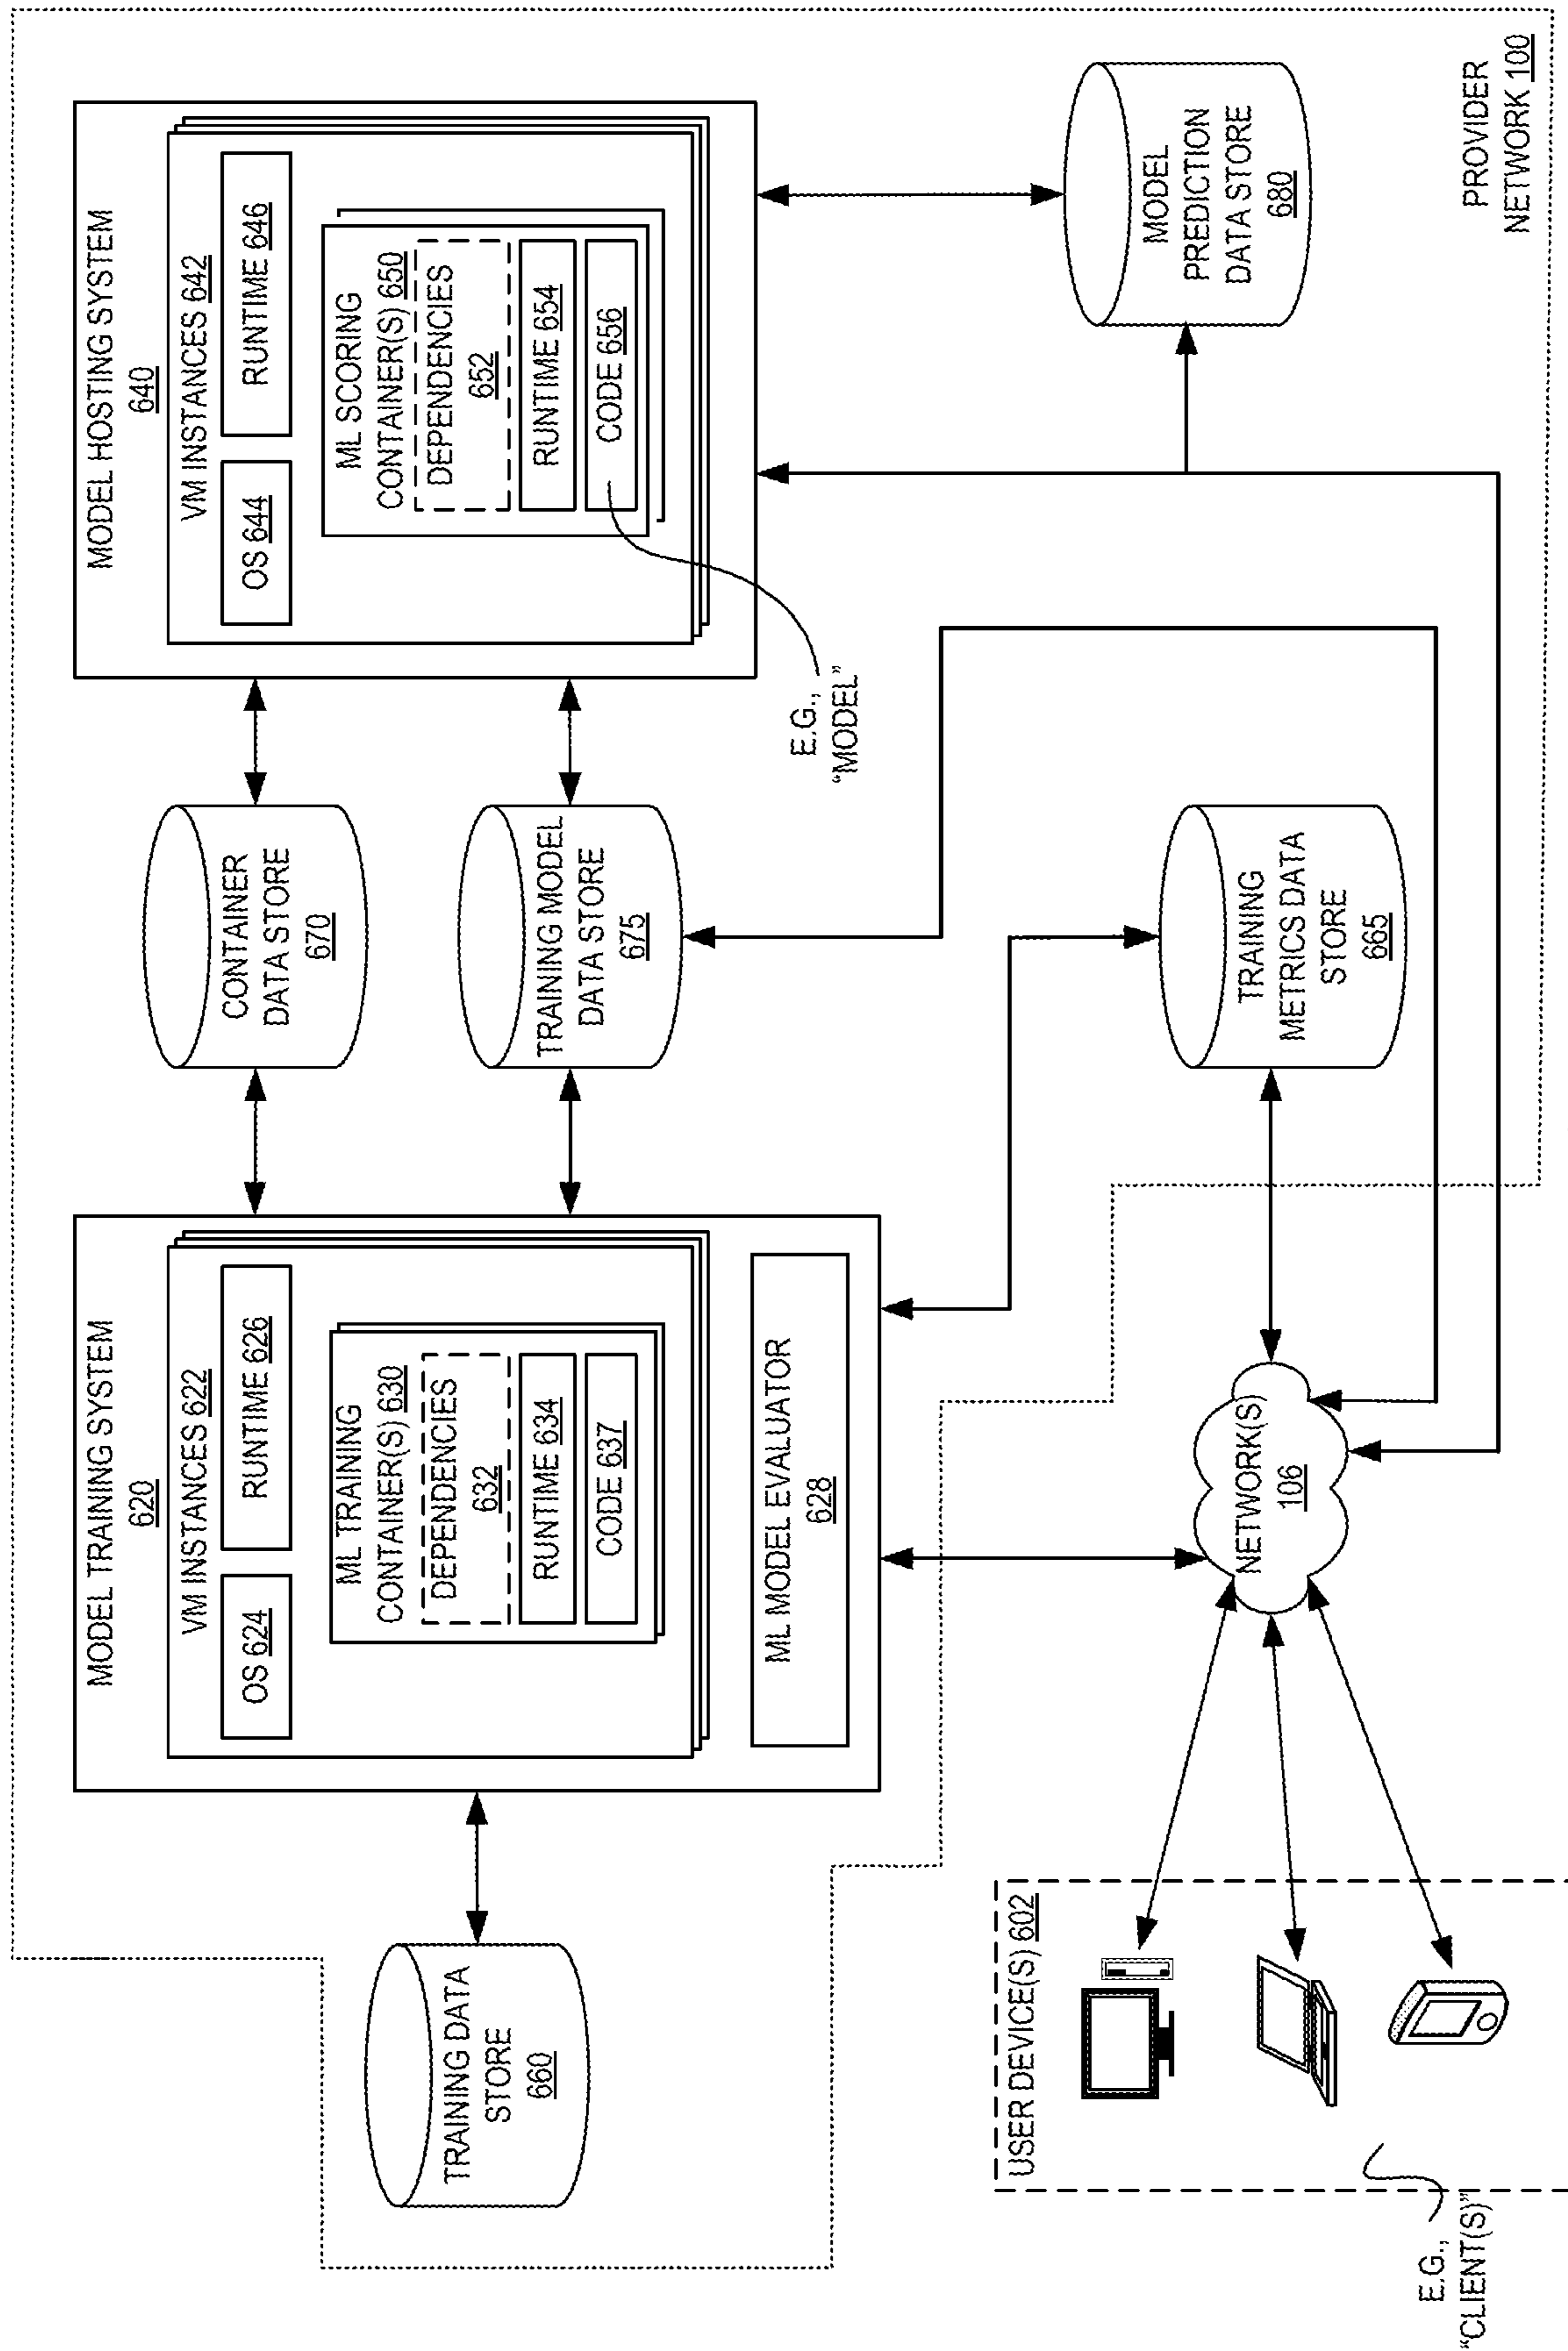 MODEL TRAINING SYSTEM
620
VM INSTANCES 622
OS 624
RUNTIME 626
ML TRAINING
CONTAINER(S) 630
DEPENDENCIES
632
RUNTIME 634
CODE 637
ML MODEL EVALUATOR
628
TRAINING DATA
STORE
660
CONTAINER
DATA STORE
670
TRAINING MODEL
DATA STORE
675
MODEL HOSTING SYSTEM
640
VM INSTANCES 642
OS 644
RUNTIME 646
ML SCORING
CONTAINER(S) 650
DEPENDENCIES
652
RUNTIME 654
CODE 656
E.G.,
“MODEL”
TRAINING
METRICS DATA
STORE
665
MODEL
PREDICTION
DATA STORE
680
PROVIDER
NETWORK 100
NETWORK(S)
106
USER DEVICE(S) 602
E.G.,
“CLIENT(S)”